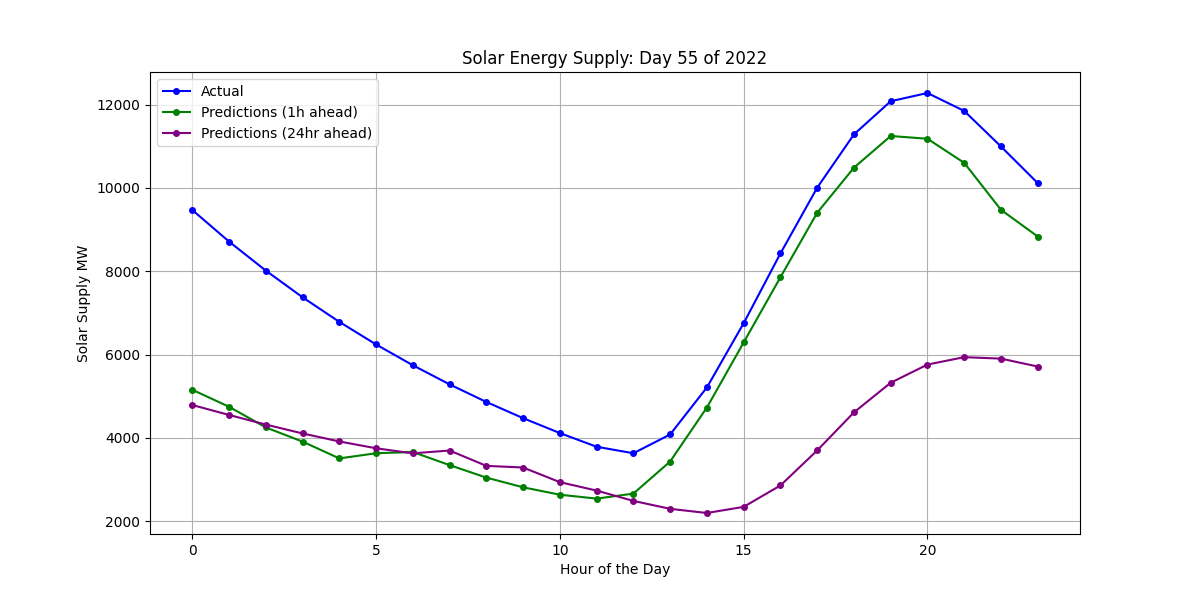 Solar Energy Supply: Day 55 of 2022
Actual
Predictions (1h ahead)
Predictions (24hr ahead)
12000
10000
8000
6000
4000
2000
Solar Supply MW
0 5 10 15 20
Hour of the Day